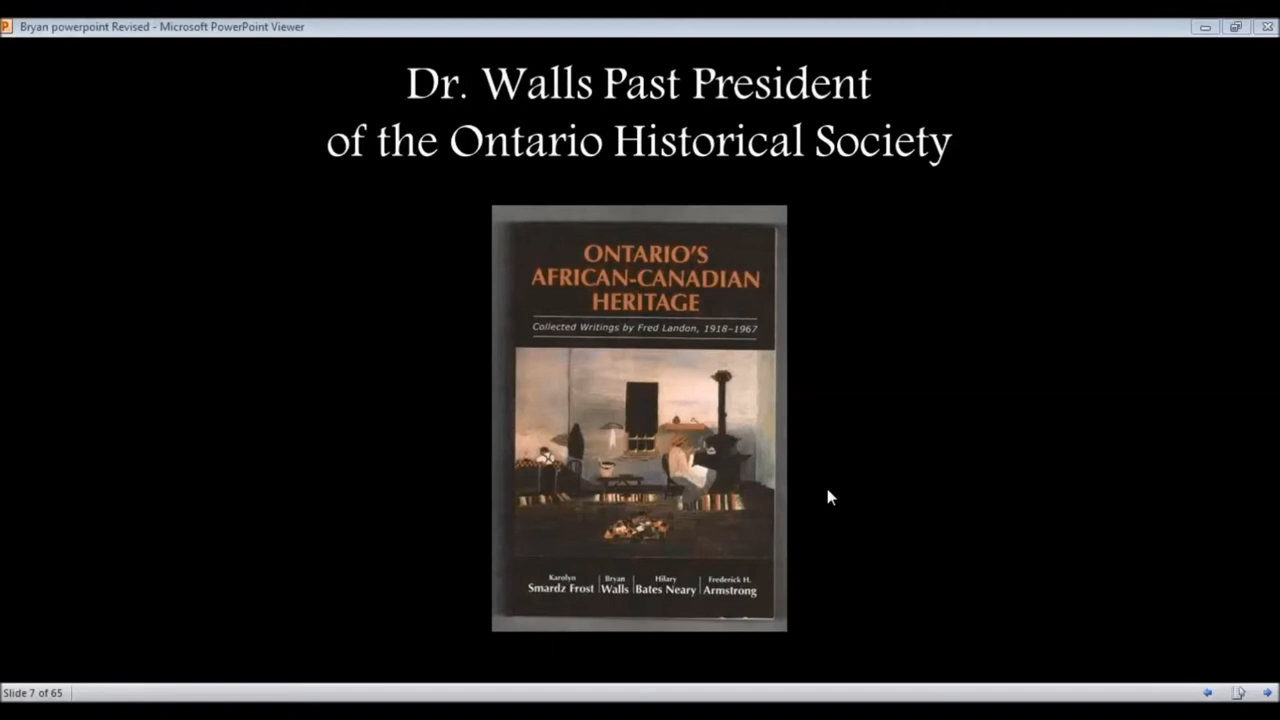 Bryan powerpoint Revised - Microsoft PowerPoint Viewer
Dr. Walls Past President
of the Ontario Historical Society
ONTARIO'S
AFRICAN-CANADIAN
HERITAGE
Collected Writings by Fred Landon, 1918–1967
Karolyn
Smardz Frost
Bryan
Walls
Hilary
Bates Neary
Frederick H.
Armstrong
Slide 7 of 65